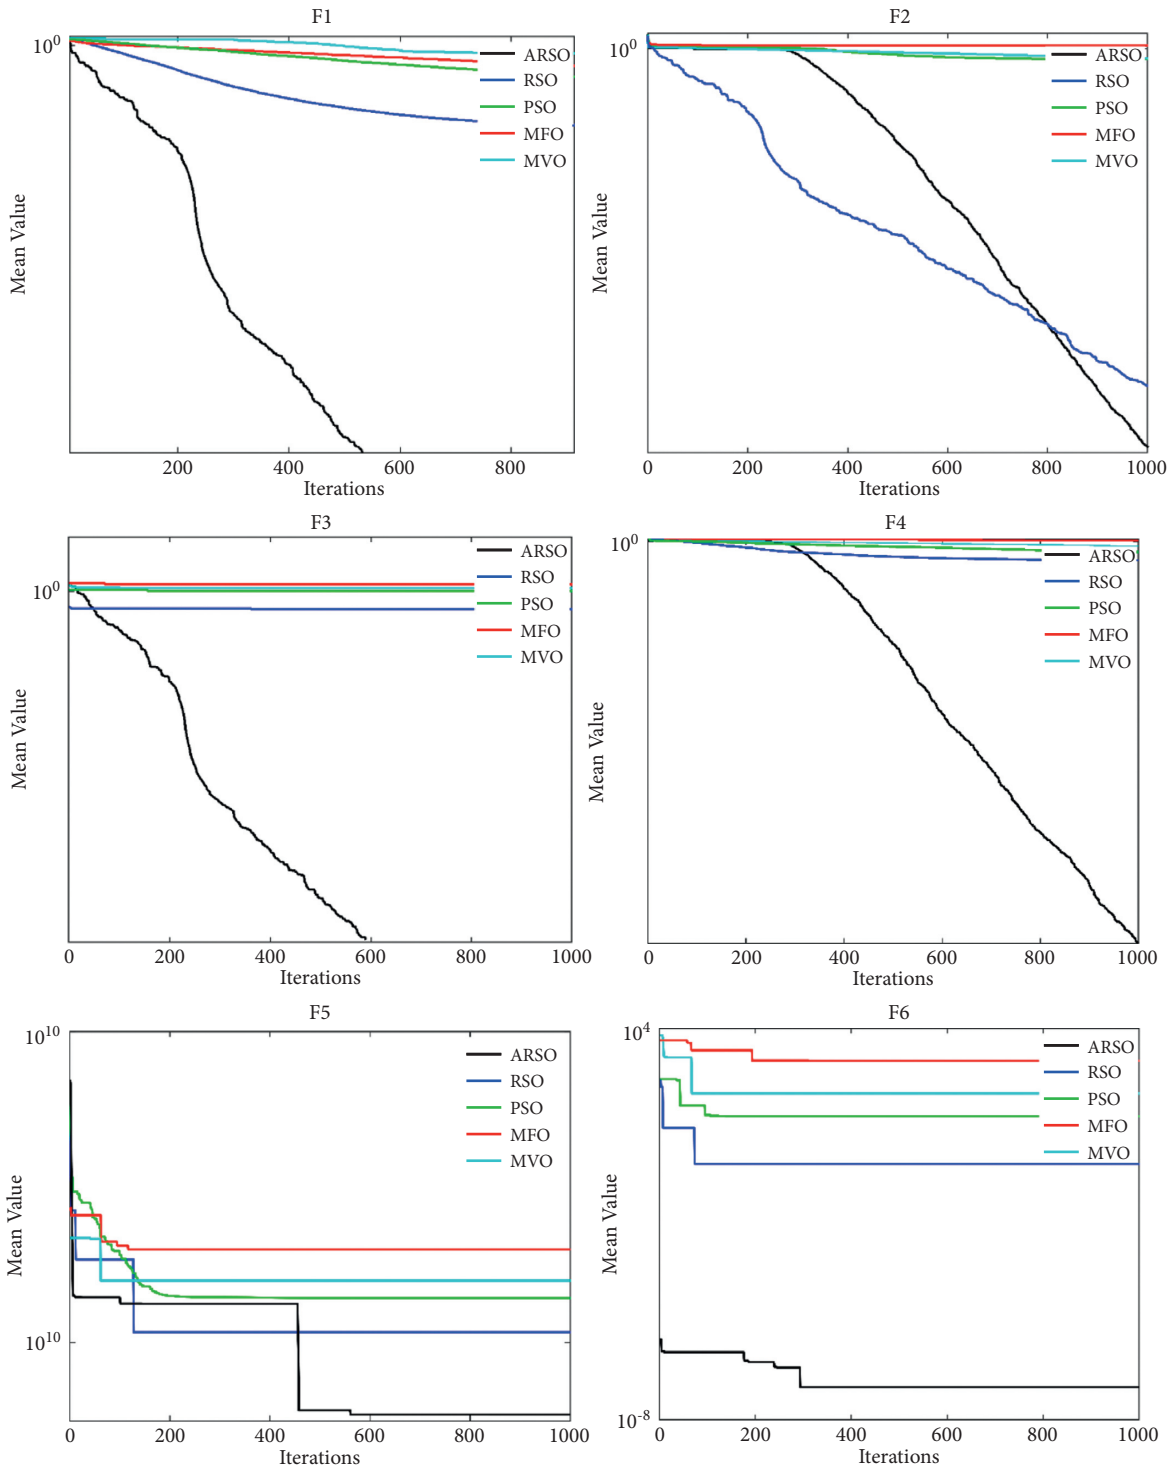 F1
10^0
ARSO
RSO
PSO
MFO
MVO
Mean Value
200
400
600
800
Iterations
F2
10^0
ARSO
RSO
PSO
MFO
MVO
Mean Value
0
200
400
600
800
1000
Iterations
F3
10^0
ARSO
RSO
PSO
MFO
MVO
Mean Value
0
200
400
600
800
1000
Iterations
F4
10^0
ARSO
RSO
PSO
MFO
MVO
Mean Value
0
200
400
600
800
1000
Iterations
F5
10^10
ARSO
RSO
PSO
MFO
MVO
Mean Value
10^10
0
200
400
600
800
1000
Iterations
F6
10^4
ARSO
RSO
PSO
MFO
MVO
Mean Value
10^-8
0
200
400
600
800
1000
Iterations